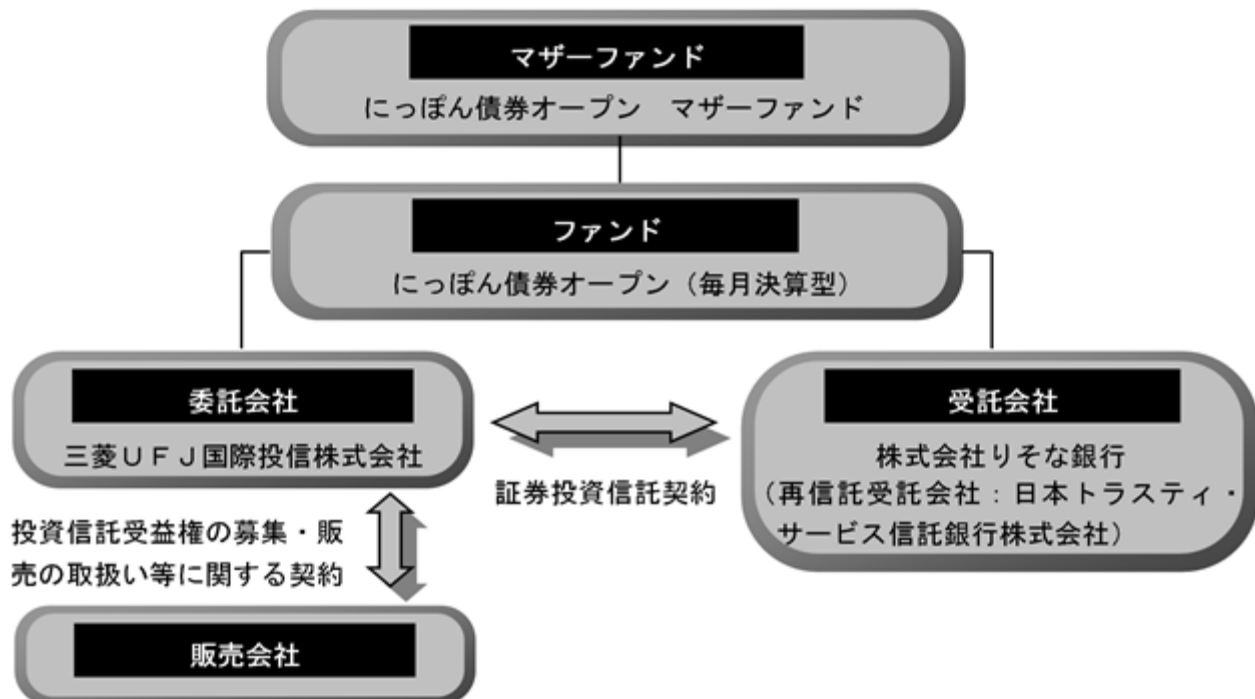 マザーファンド
にっぽん債券オープン　マザーファンド
ファンド
にっぽん債券オープン（毎月決算型）
委託会社
三菱ＵＦＪ国際投信株式会社
証券投資信託契約
受託会社
株式会社りそな銀行
（再信託受託会社：日本トラスティ・
サービス信託銀行株式会社）
投資信託受益権の募集・販
売の取扱い等に関する契約
販売会社